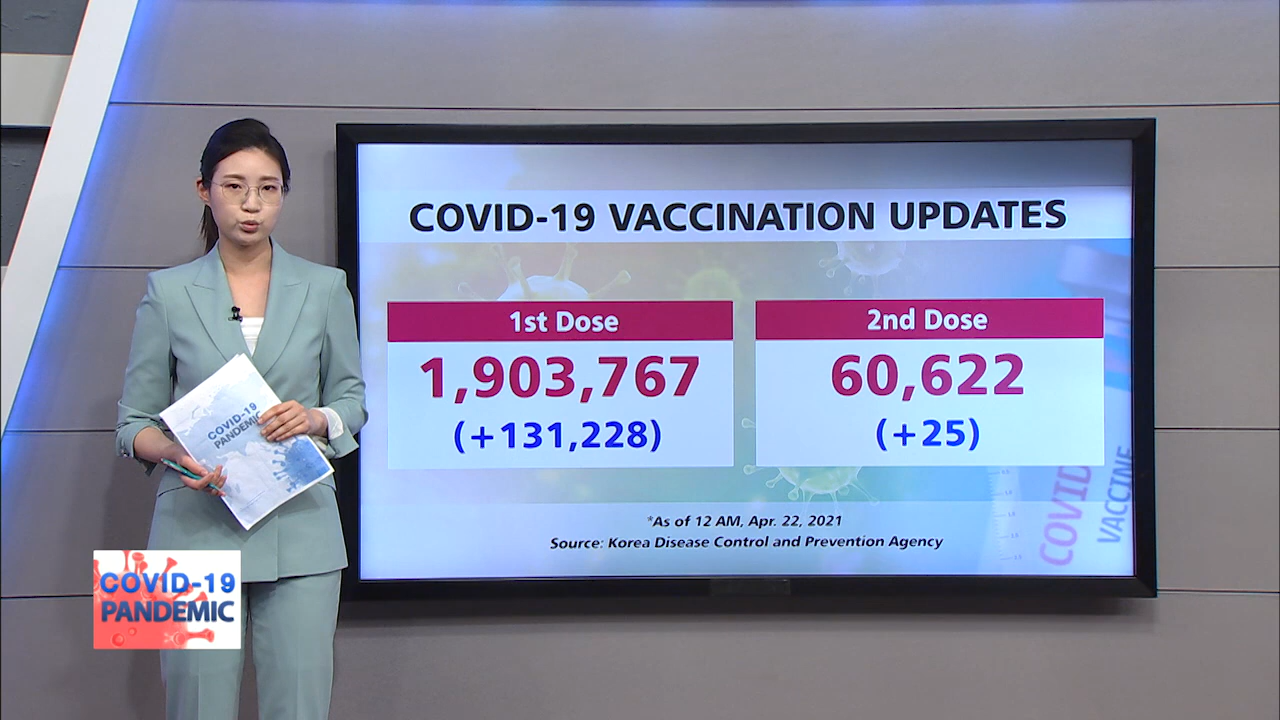 COVID-19 VACCINATION UPDATES
1st Dose
1,903,767
(+131,228)
2nd Dose
60,622
(+25)
*As of 12 AM, Apr. 22, 2021
Source: Korea Disease Control and Prevention Agency
COVID
VACCINE
COVID-19
PANDEMIC
COVID-19
PANDEMIC